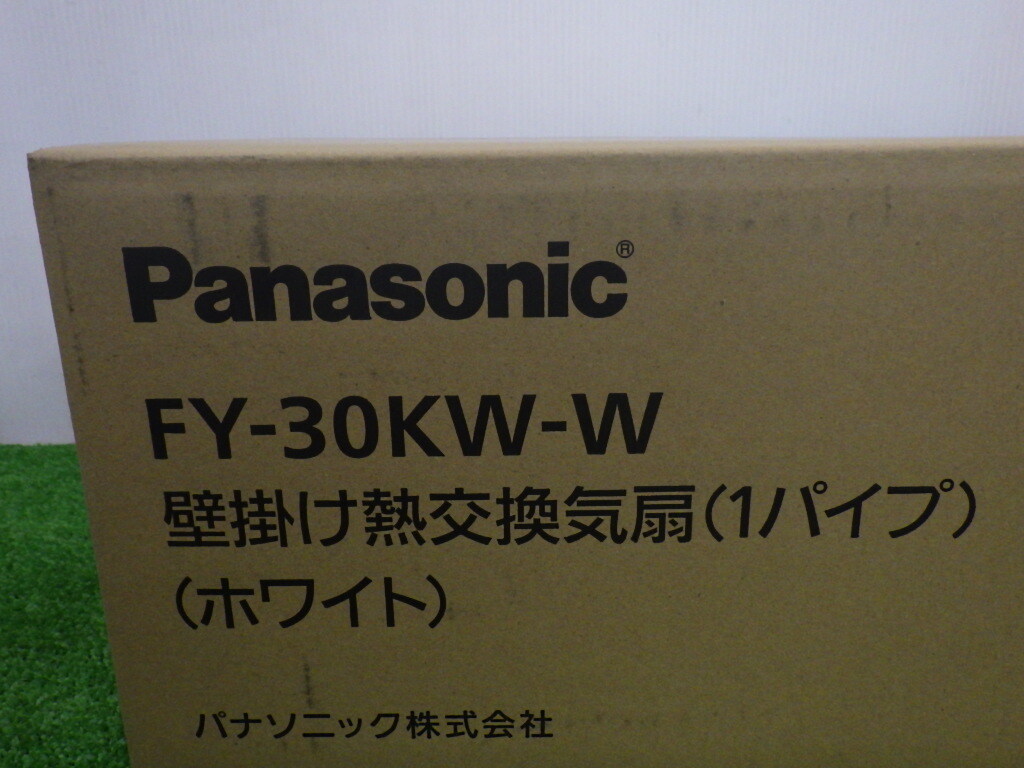 Panasonic®
FY-30KW-W
壁掛け熱交換気扇(1パイプ)
(ホワイト)
パナソニック株式会社